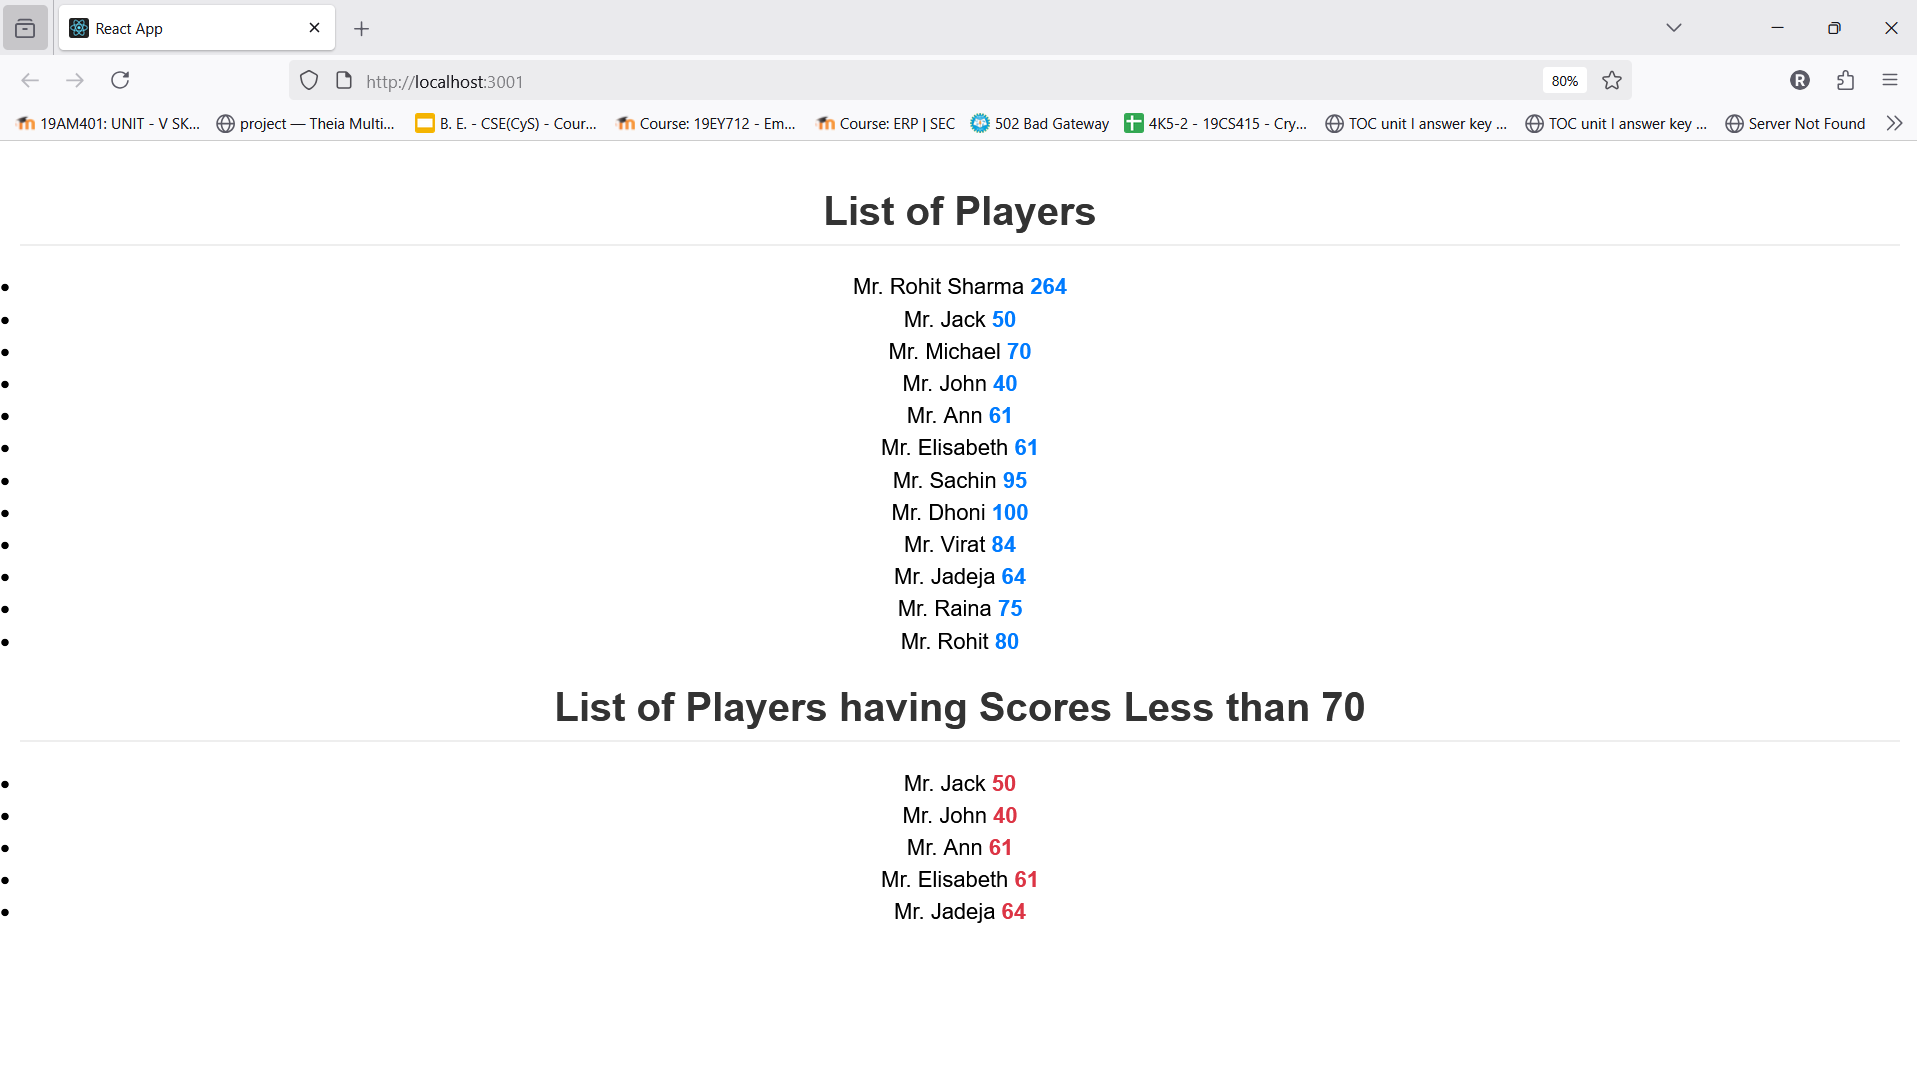 React App
http://localhost:3001
80%
R
19AM401: UNIT - V SK...
project — Theia Multi...
B. E. - CSE(CyS) - Cour...
Course: 19EY712 - Em...
Course: ERP | SEC
502 Bad Gateway
4K5-2 - 19CS415 - Cry...
TOC unit I answer key ...
TOC unit I answer key ...
Server Not Found
List of Players
Mr. Rohit Sharma 264
Mr. Jack 50
Mr. Michael 70
Mr. John 40
Mr. Ann 61
Mr. Elisabeth 61
Mr. Sachin 95
Mr. Dhoni 100
Mr. Virat 84
Mr. Jadeja 64
Mr. Raina 75
Mr. Rohit 80
List of Players having Scores Less than 70
Mr. Jack 50
Mr. John 40
Mr. Ann 61
Mr. Elisabeth 61
Mr. Jadeja 64